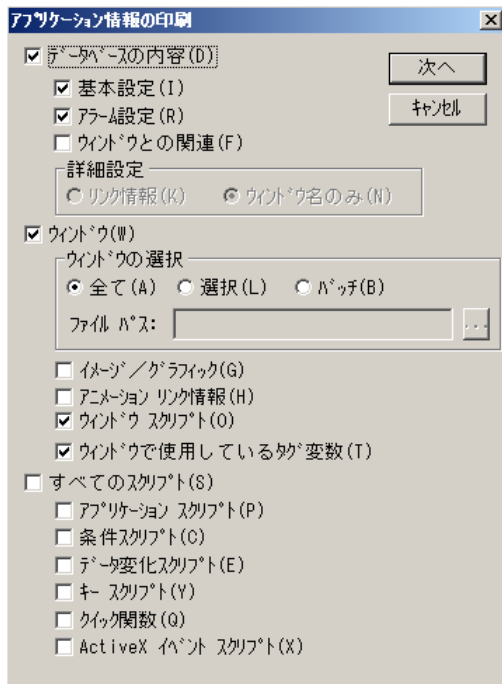 ｱﾌﾟﾘｹｰｼｮﾝ情報の印刷
ﾃﾞｰﾀﾍﾞｰｽの内容(D)
次へ
基本設定(I)
ｱﾗｰﾑ設定(R)
ｷｬﾝｾﾙ
ｳｨﾝﾄﾞｳとの関連(F)
詳細設定
ﾘﾝｸ情報(K) ｳｨﾝﾄﾞｳ名のみ(N)
ｳｨﾝﾄﾞｳ(W)
ｳｨﾝﾄﾞｳの選択
全て(A) 選択(L) ﾊﾞｯﾁ(B)
ﾌｧｲﾙ ﾊﾟｽ: ...
ｲﾒｰｼﾞ／ｸﾞﾗﾌｨｯｸ(G)
ｱﾆﾒｰｼｮﾝ ﾘﾝｸ情報(H)
ｳｨﾝﾄﾞｳ ｽｸﾘﾌﾟﾄ(O)
ｳｨﾝﾄﾞｳで使用しているﾀｸﾞ変数(T)
すべてのｽｸﾘﾌﾟﾄ(S)
ｱﾌﾟﾘｹｰｼｮﾝ ｽｸﾘﾌﾟﾄ(P)
条件ｽｸﾘﾌﾟﾄ(C)
ﾃﾞｰﾀ変化ｽｸﾘﾌﾟﾄ(E)
ｷｰ ｽｸﾘﾌﾟﾄ(Y)
ｸｲｯｸ関数(Q)
ActiveX ｲﾍﾞﾝﾄ ｽｸﾘﾌﾟﾄ(X)